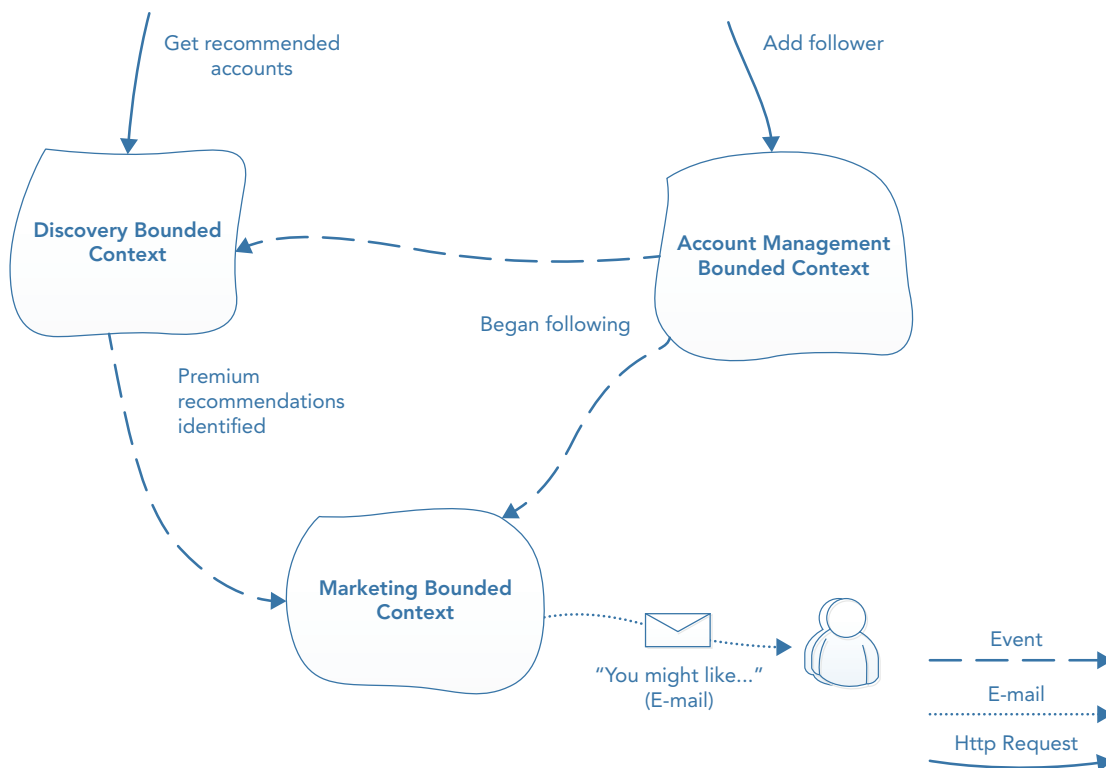 Get recommended
accounts
Add follower
Discovery Bounded
Context
Account Management
Bounded Context
Began following
Premium
recommendations
identified
Marketing Bounded
Context
“You might like...”
(E-mail)
Event
E-mail
Http Request